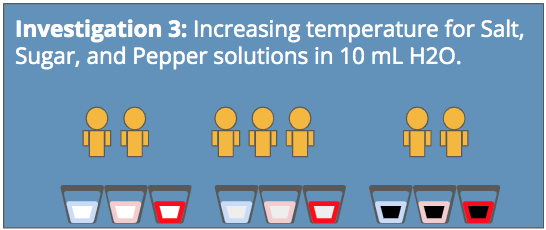 Investigation 3: Increasing temperature for Salt,
Sugar, and Pepper solutions in 10 mL H2O.